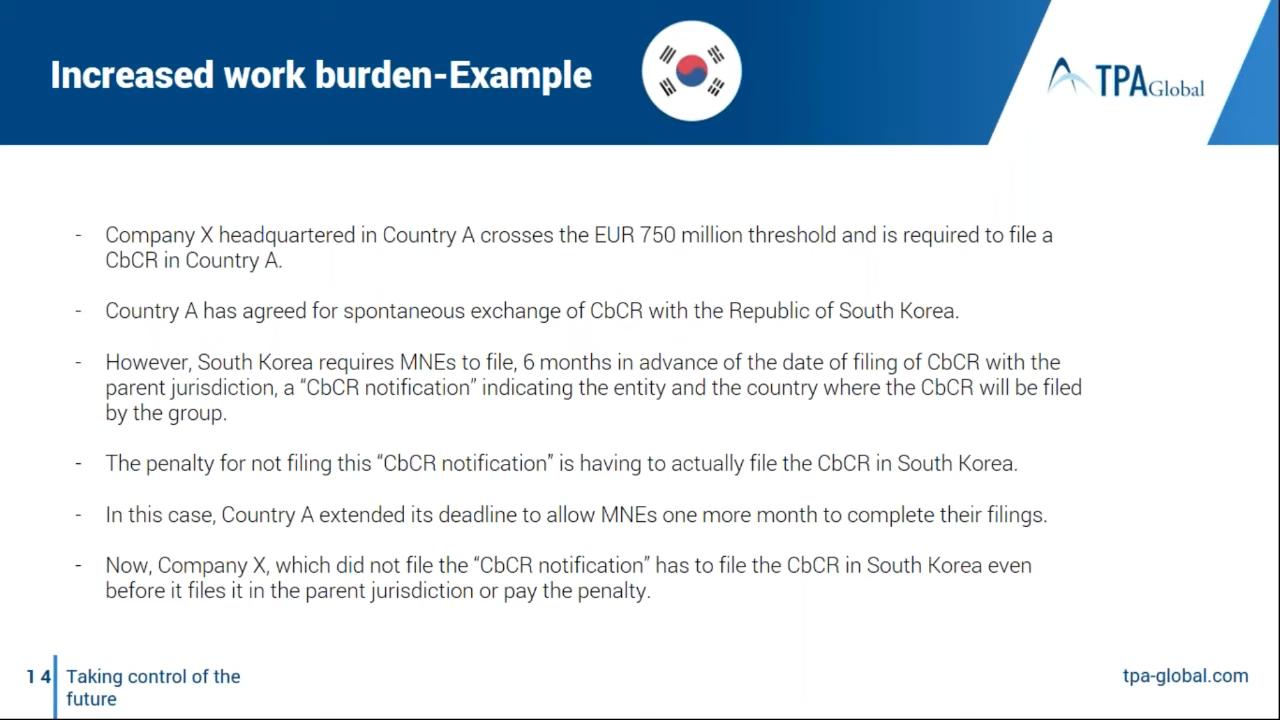 Increased work burden-Example
TPA Global
- Company X headquartered in Country A crosses the EUR 750 million threshold and is required to file a
CbCR in Country A.
- Country A has agreed for spontaneous exchange of CbCR with the Republic of South Korea.
- However, South Korea requires MNEs to file, 6 months in advance of the date of filing of CbCR with the
parent jurisdiction, a “CbCR notification” indicating the entity and the country where the CbCR will be filed
by the group.
- The penalty for not filing this “CbCR notification” is having to actually file the CbCR in South Korea.
- In this case, Country A extended its deadline to allow MNEs one more month to complete their filings.
- Now, Company X, which did not file the “CbCR notification” has to file the CbCR in South Korea even
before it files it in the parent jurisdiction or pay the penalty.
14
Taking control of the
future
tpa-global.com